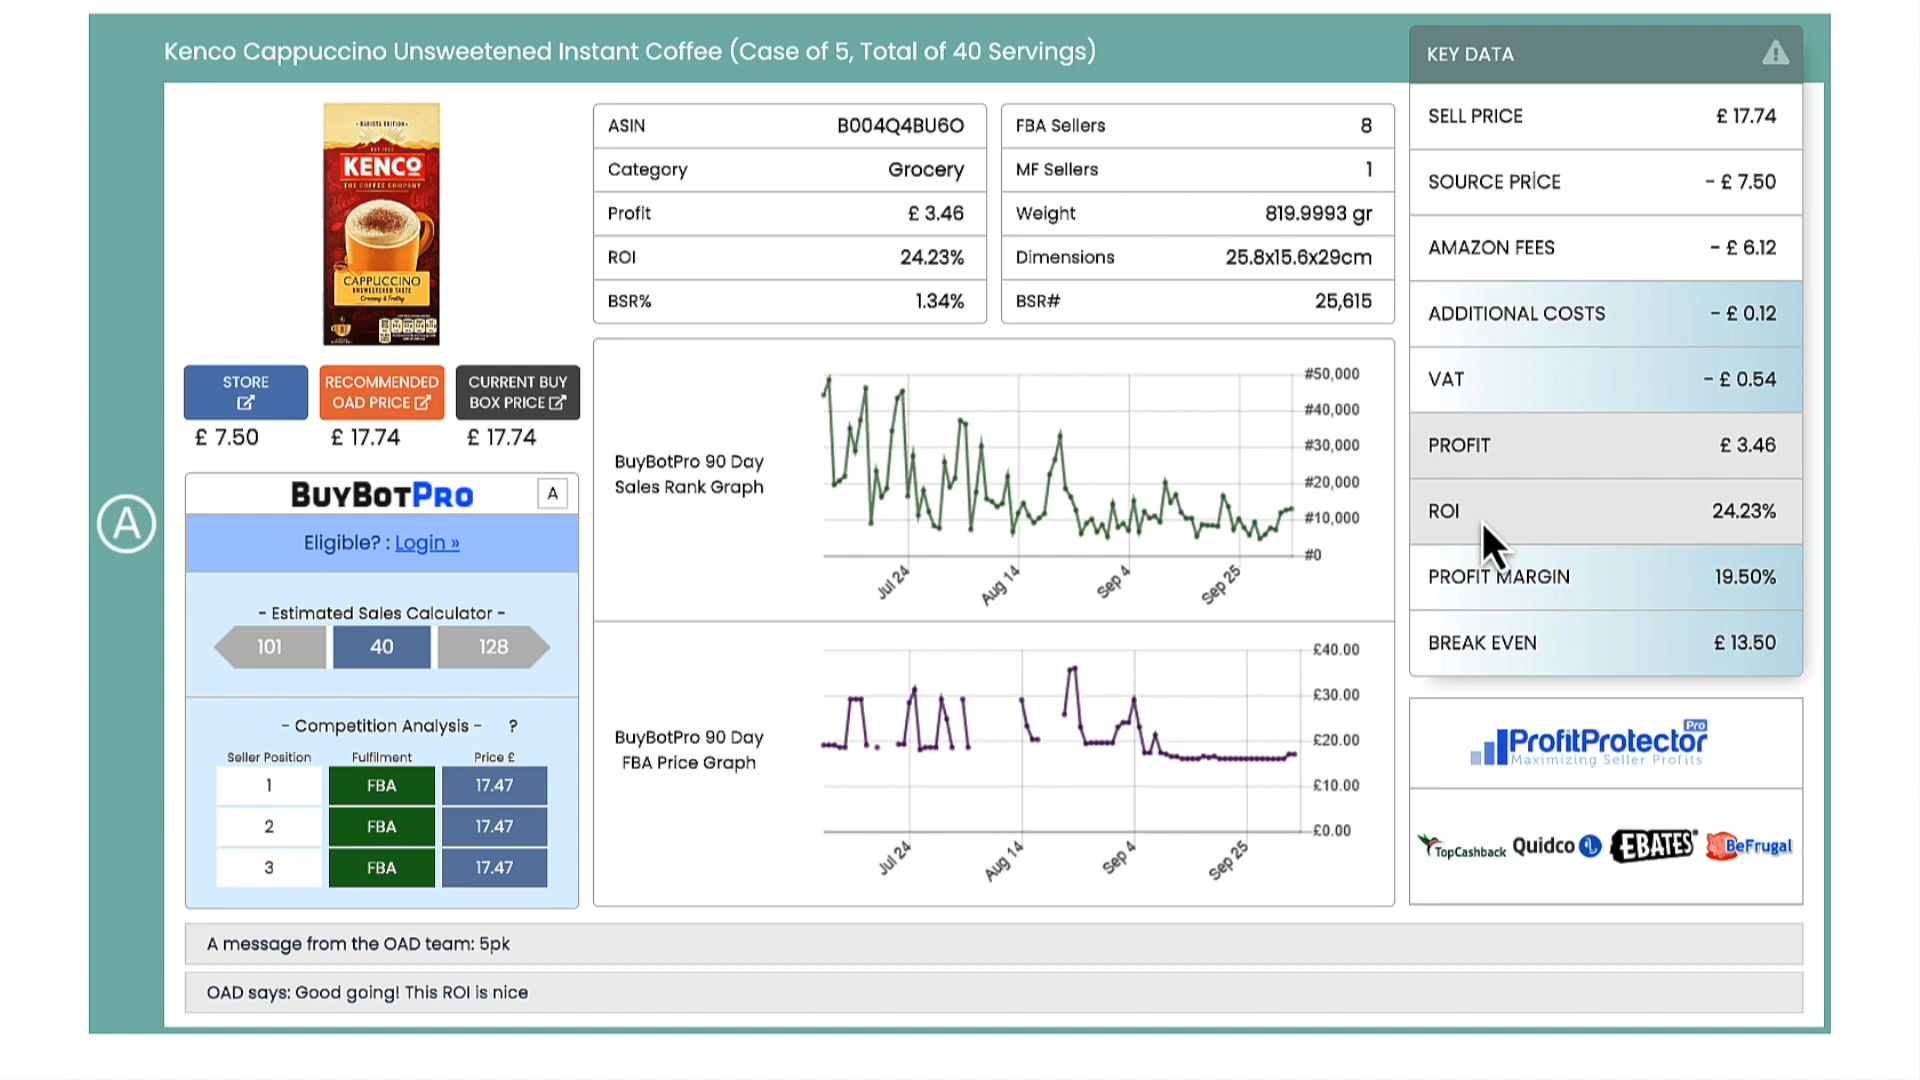 Kenco Cappuccino Unsweetened Instant Coffee (Case of 5, Total of 40 Servings)
KENCO
THE COFFEE COMPANY
CAPPUCCINO
UNSWEETENED TASTE
Creamy & Frothy
STORE
£ 7.50
RECOMMENDED
OAD PRICE
£ 17.74
CURRENT BUY
BOX PRICE
£ 17.74
A
BUYBOTPRO
A
Eligible? : Login »
- Estimated Sales Calculator -
101 40 128
- Competition Analysis - ?
Seller Position Fulfilment Price £
1 FBA 17.47
2 FBA 17.47
3 FBA 17.47
ASIN B004Q4BU6O
Category Grocery
Profit £ 3.46
ROI 24.23%
BSR% 1.34%
FBA Sellers 8
MF Sellers 1
Weight 819.9993 gr
Dimensions 25.8x15.6x29cm
BSR# 25,615
BuyBotPro 90 Day
Sales Rank Graph
#50,000
#40,000
#30,000
#20,000
#10,000
#0
Jul 24 Aug 14 Sep 4 Sep 25
BuyBotPro 90 Day
FBA Price Graph
£40.00
£30.00
£20.00
£10.00
£0.00
Jul 24 Aug 14 Sep 4 Sep 25
KEY DATA
SELL PRICE £ 17.74
SOURCE PRICE - £ 7.50
AMAZON FEES - £ 6.12
ADDITIONAL COSTS - £ 0.12
VAT - £ 0.54
PROFIT £ 3.46
ROI 24.23%
PROFIT MARGIN 19.50%
BREAK EVEN £ 13.50
ProfitProtector Pro
Maximizing Seller Profits
TopCashback Quidco EBATES BeFrugal
A message from the OAD team: 5pk
OAD says: Good going! This ROI is nice